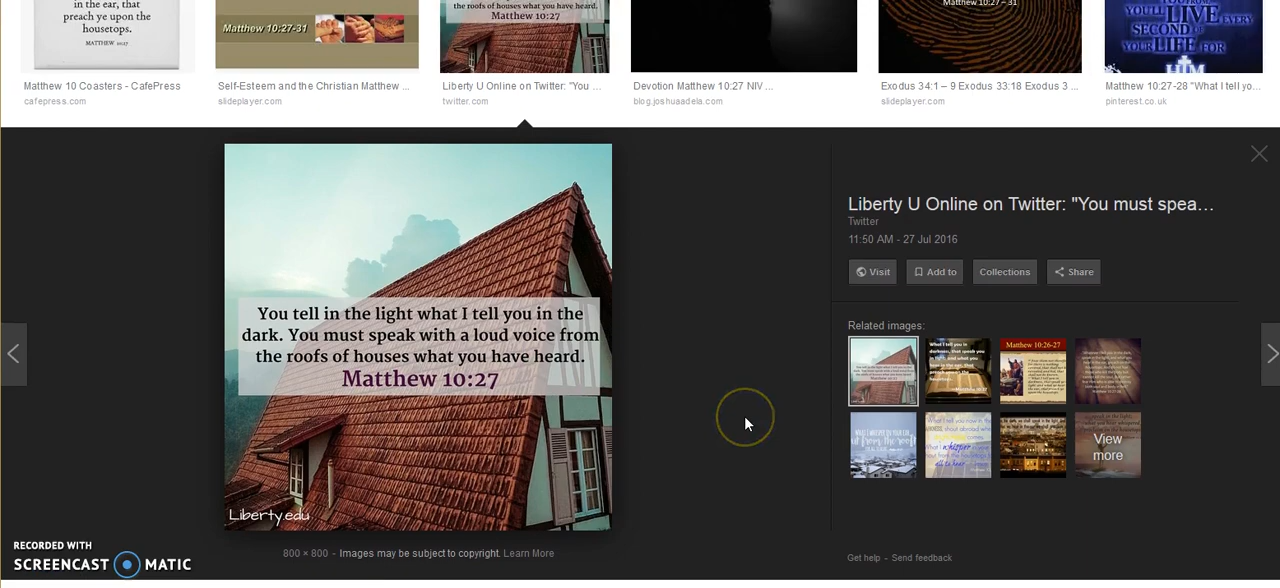 in the ear, that
preach ye upon the
housetops.
MATTHEW 10:27
Matthew 10:27-31
the roofs of houses what you have heard.
Matthew 10:27
Matthew 10:27 – 31
YOU'LL LIVE EVERY
SECOND OF
YOUR LIFE FOR
HIM
Matthew 10 Coasters - CafePress
cafepress.com
Self-Esteem and the Christian Matthew ...
slideplayer.com
Liberty U Online on Twitter: "You ...
twitter.com
Devotion Matthew 10:27 NIV ...
blog.joshuaadela.com
Exodus 34:1 – 9 Exodus 33:18 Exodus 3 ...
slideplayer.com
Matthew 10:27-28 "What I tell yo...
pinterest.co.uk
You tell in the light what I tell you in the
dark. You must speak with a loud voice from
the roofs of houses what you have heard.
Matthew 10:27
Liberty.edu
800 × 800 - Images may be subject to copyright. Learn More
Liberty U Online on Twitter: "You must spea...
Twitter
11:50 AM - 27 Jul 2016
Visit
Add to
Collections
Share
Related images:
Matthew 10:26-27
View
more
Get help - Send feedback
RECORDED WITH
SCREENCAST MATIC